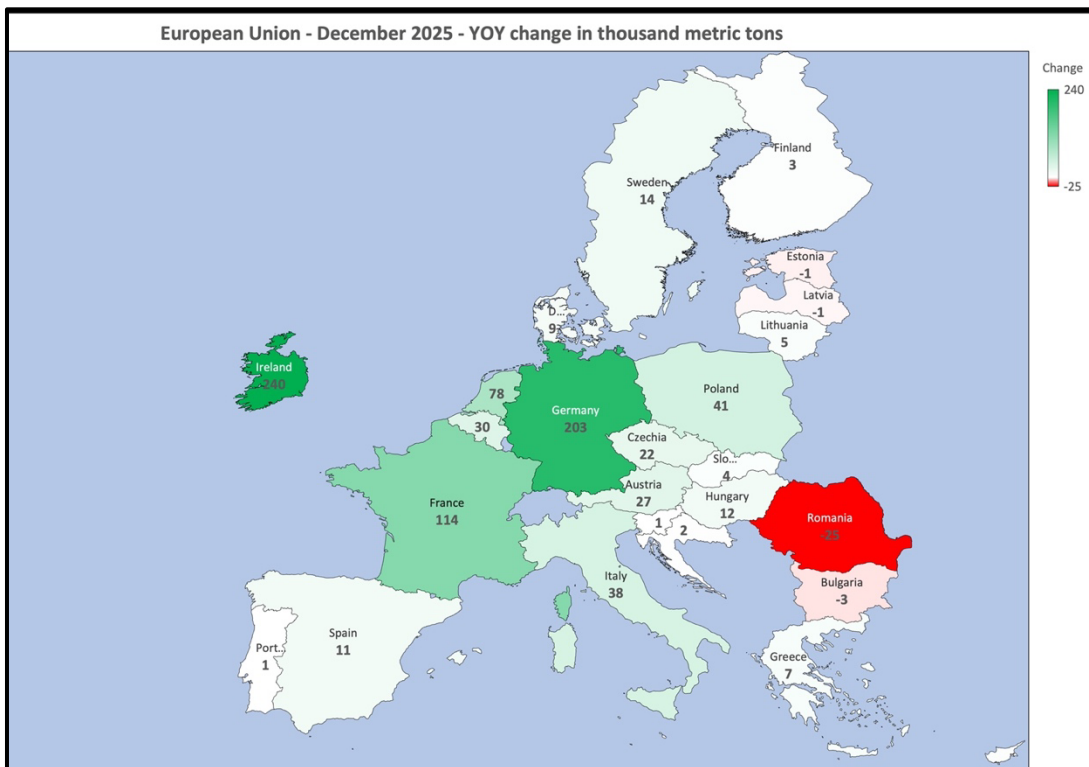 European Union - December 2025 - YOY change in thousand metric tons
Change
240
-25
Finland
3
Sweden
14
Estonia
-1
Latvia
-1
Lithuania
5
D...
9
Ireland
240
78
30
Germany
203
Poland
41
Czechia
22
Slo...
4
Austria
27
Hungary
12
France
114
1
2
Romania
-25
Italy
38
Bulgaria
-3
Spain
11
Port...
1
Greece
7